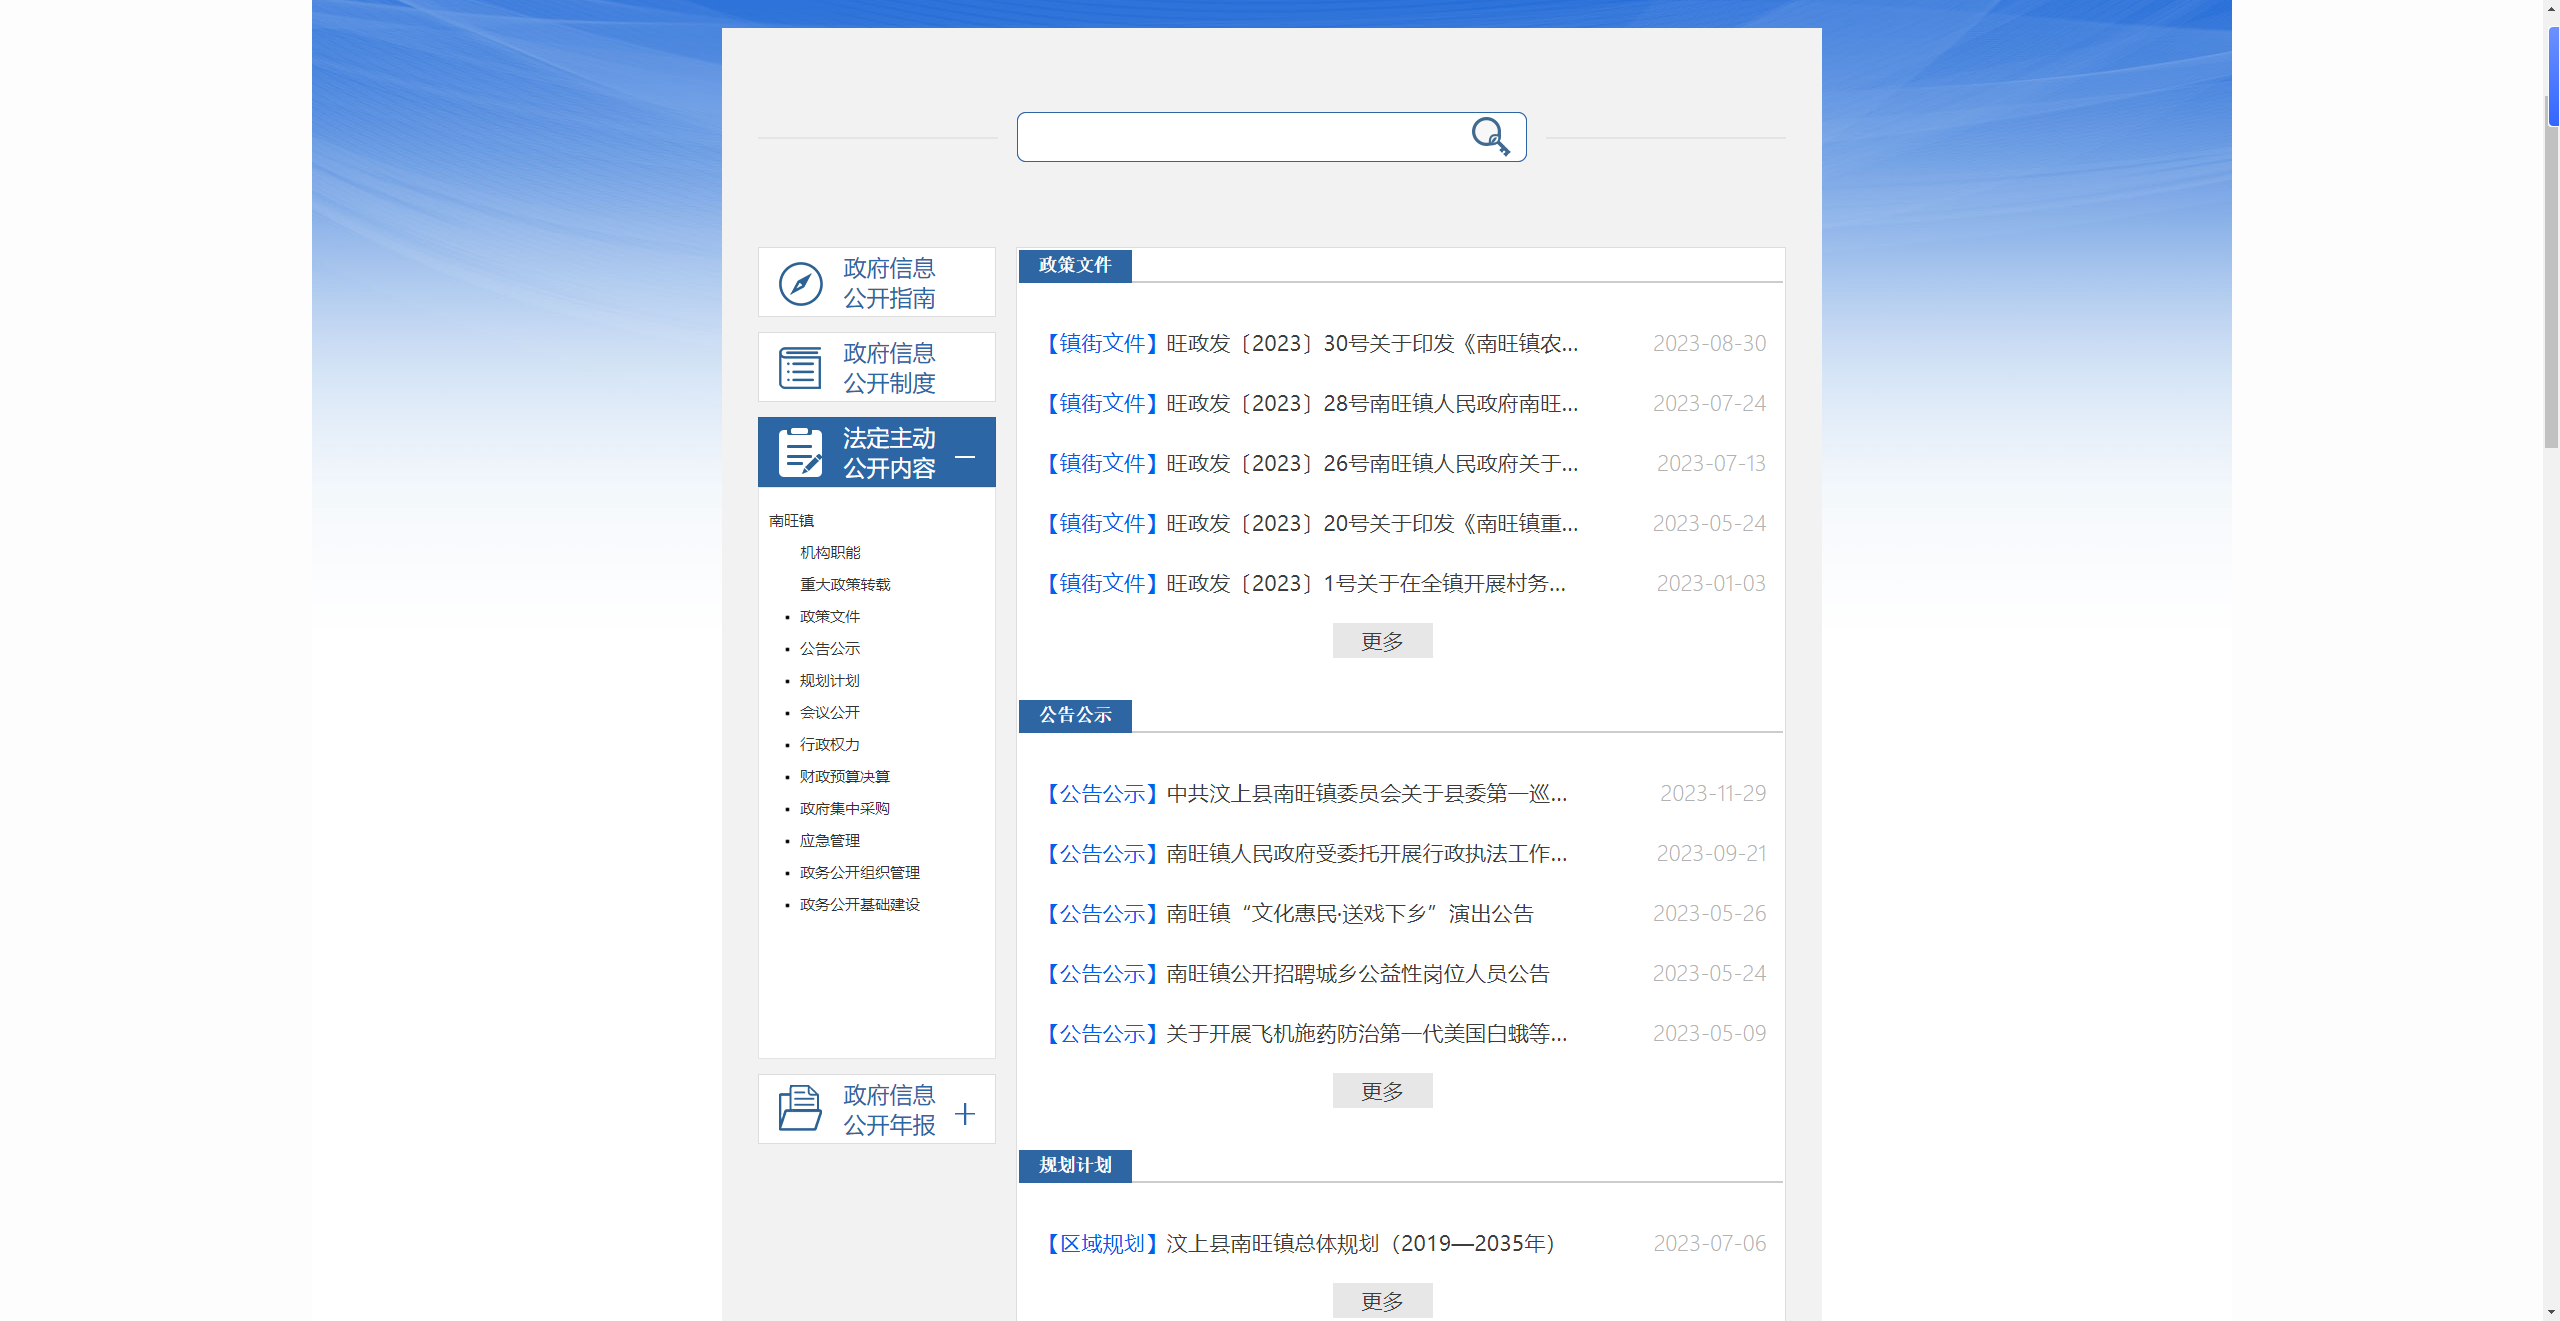 政府信息
公开指南
政府信息
公开制度
法定主动
公开内容
南旺镇
机构职能
重大政策转载
政策文件
公告公示
规划计划
会议公开
行政权力
财政预算决算
政府集中采购
应急管理
政务公开组织管理
政务公开基础建设
政府信息
公开年报
政策文件
【镇街文件】旺政发〔2023〕30号关于印发《南旺镇农... 2023-08-30
【镇街文件】旺政发〔2023〕28号南旺镇人民政府南旺... 2023-07-24
【镇街文件】旺政发〔2023〕26号南旺镇人民政府关于... 2023-07-13
【镇街文件】旺政发〔2023〕20号关于印发《南旺镇重... 2023-05-24
【镇街文件】旺政发〔2023〕1号关于在全镇开展村务... 2023-01-03
更多
公告公示
【公告公示】中共汶上县南旺镇委员会关于县委第一巡... 2023-11-29
【公告公示】南旺镇人民政府受委托开展行政执法工作... 2023-09-21
【公告公示】南旺镇“文化惠民·送戏下乡”演出公告 2023-05-26
【公告公示】南旺镇公开招聘城乡公益性岗位人员公告 2023-05-24
【公告公示】关于开展飞机施药防治第一代美国白蛾等... 2023-05-09
更多
规划计划
【区域规划】汶上县南旺镇总体规划（2019—2035年） 2023-07-06
更多